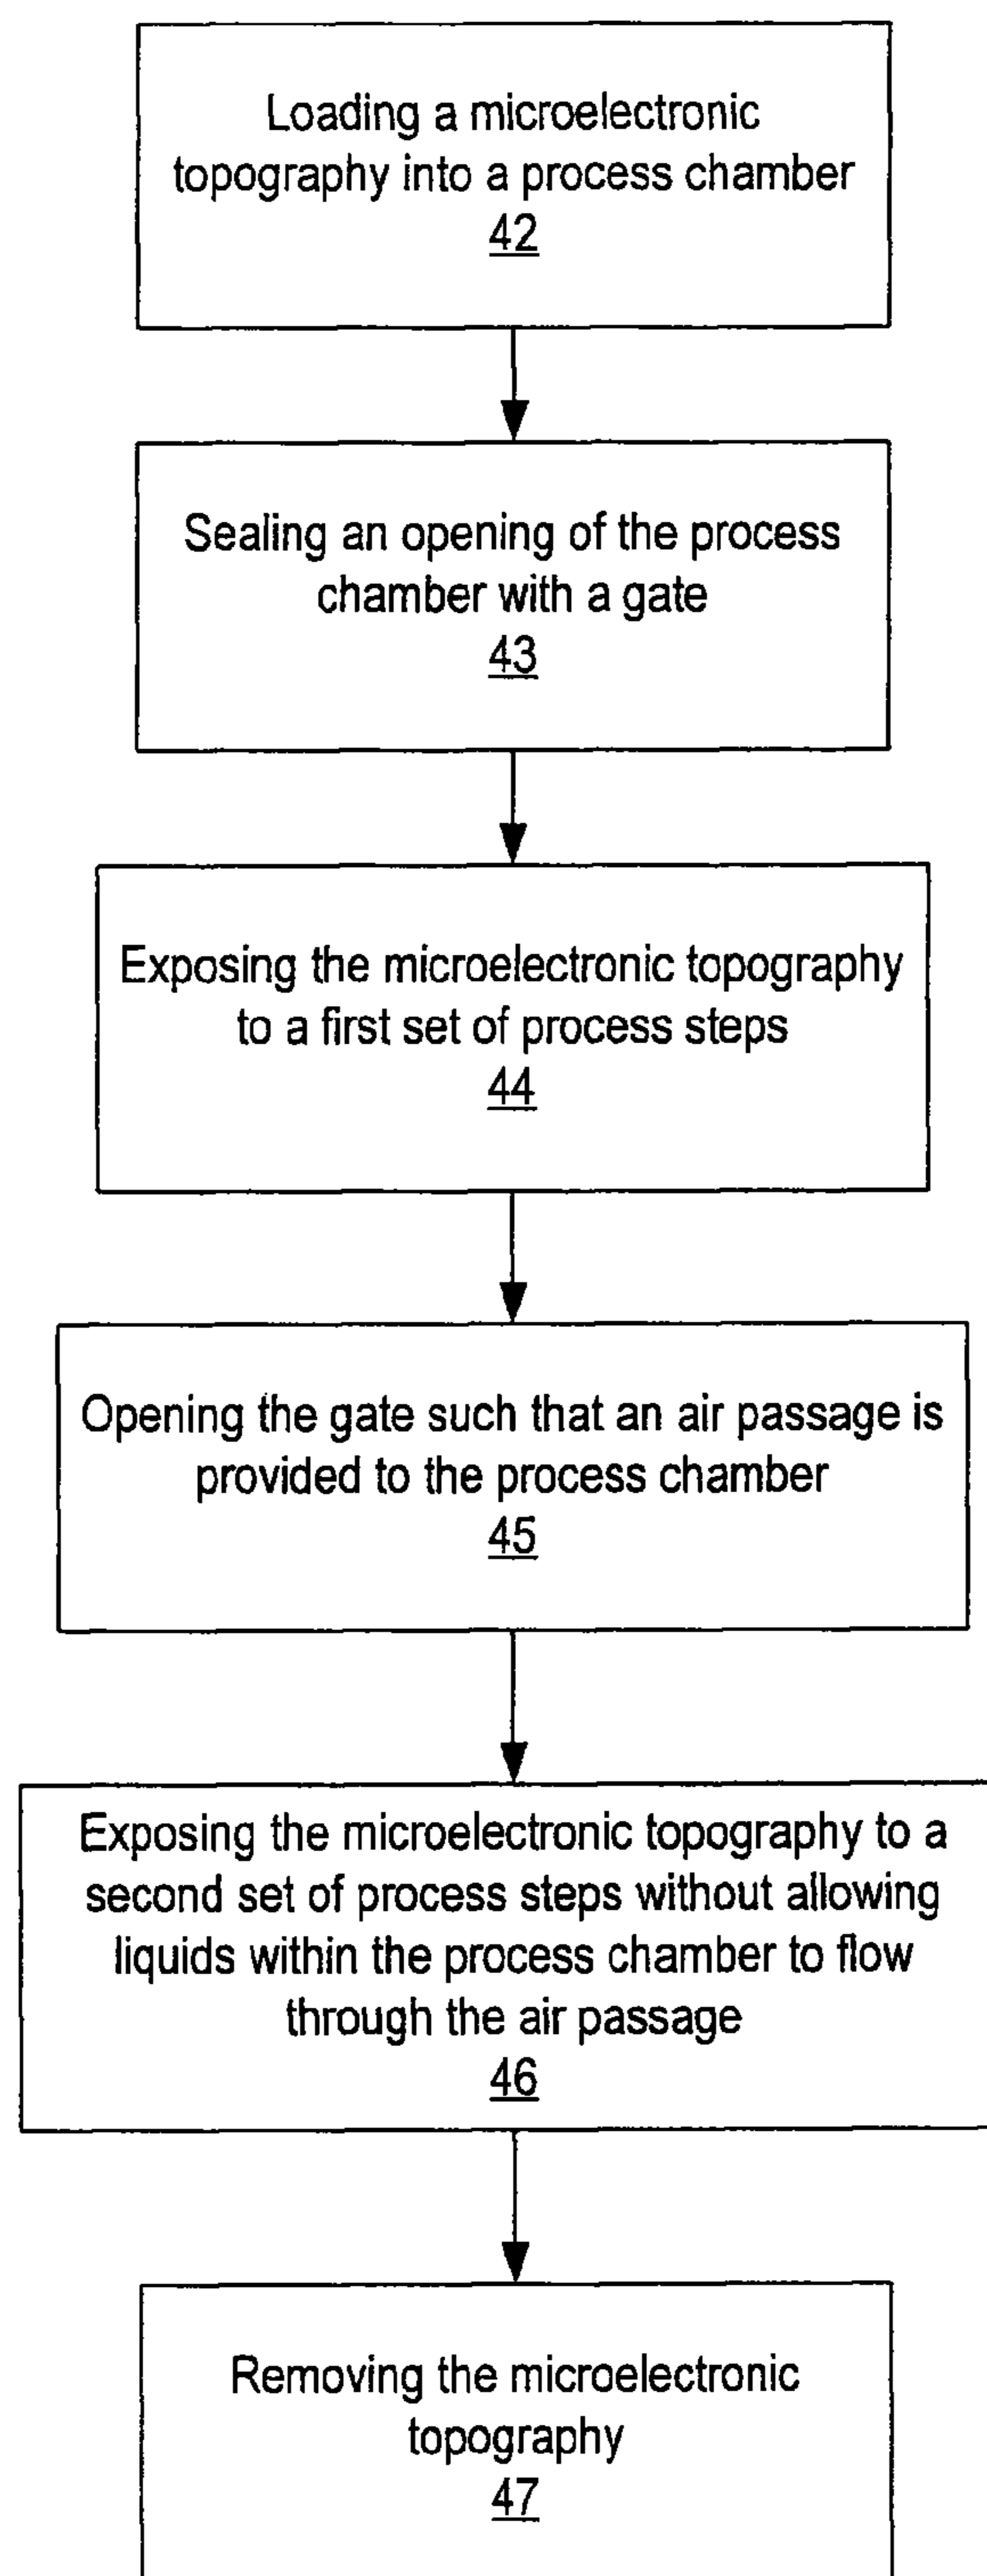 Loading a microelectronic
topography into a process chamber
42
Sealing an opening of the process
chamber with a gate
43
Exposing the microelectronic topography
to a first set of process steps
44
Opening the gate such that an air passage is
provided to the process chamber
45
Exposing the microelectronic topography to a
second set of process steps without allowing
liquids within the process chamber to flow
through the air passage
46
Removing the microelectronic
topography
47